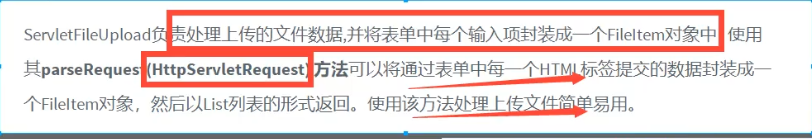 ServletFileUpload负责处理上传的文件数据,并将表单中每个输入项封装成一个FileItem对象中, 使用
其parseRequest(HttpServletRequest)方法可以将通过表单中每一个HTML标签提交的数据封装成一
个FileItem对象，然后以List列表的形式返回。使用该方法处理上传文件简单易用。